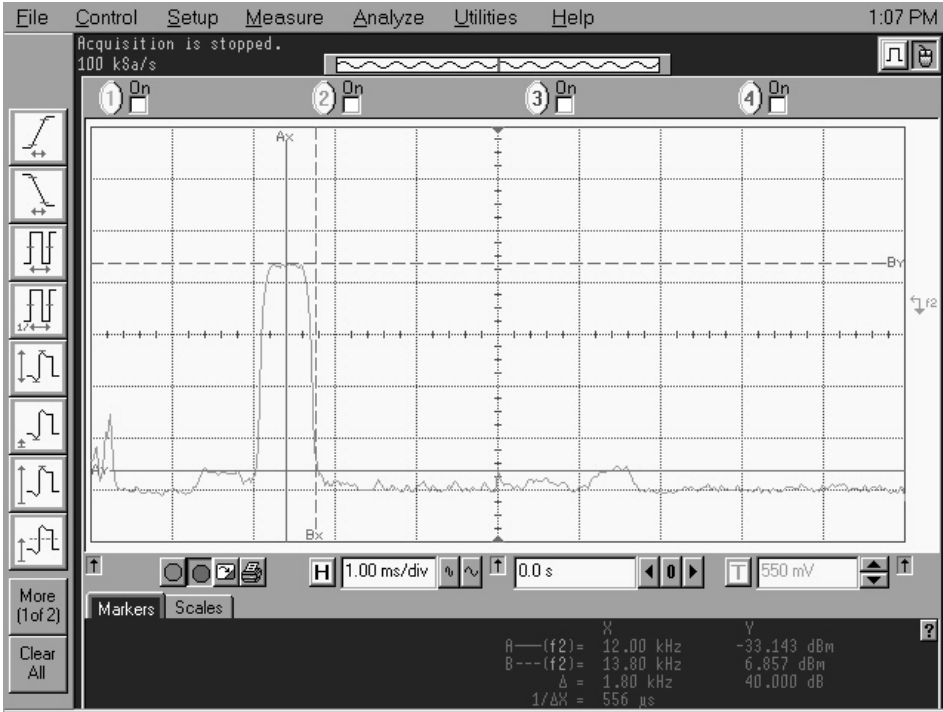 File Control Setup Measure Analyze Utilities Help 1:07 PM
Acquisition is stopped.
100 kSa/s
1 On 2 On 3 On 4 On
Ax
By
f2
1/
Bx
H 1.00 ms/div 0.0 s 0 T 550 mV
More
(1of 2)
Clear
All
Markers Scales
?
X Y
A——(f2)= 12.00 kHz -33.143 dBm
B---(f2)= 13.80 kHz 6.857 dBm
Δ = 1.80 kHz 40.000 dB
1/ΔX = 556 µs